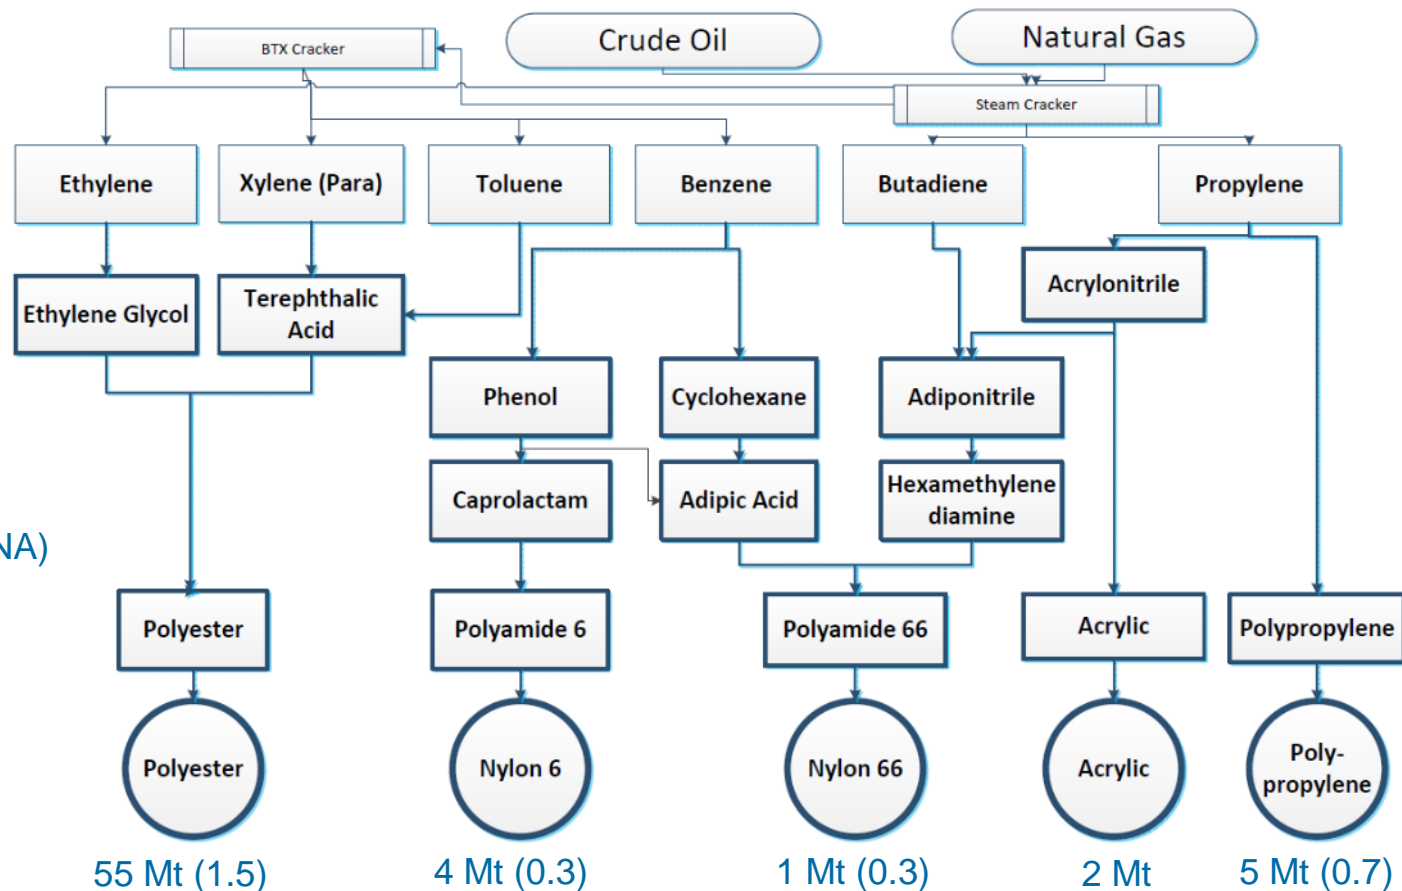 BTX Cracker
Crude Oil
Natural Gas
Steam Cracker
Ethylene
Xylene (Para)
Toluene
Benzene
Butadiene
Propylene
Ethylene Glycol
Terephthalic
Acid
Acrylonitrile
Phenol
Cyclohexane
Adiponitrile
Caprolactam
Adipic Acid
Hexamethylene
diamine
NA)
Polyester
Polyamide 6
Polyamide 66
Acrylic
Polypropylene
Polyester
Nylon 6
Nylon 66
Acrylic
Poly-
propylene
55 Mt (1.5)
4 Mt (0.3)
1 Mt (0.3)
2 Mt
5 Mt (0.7)